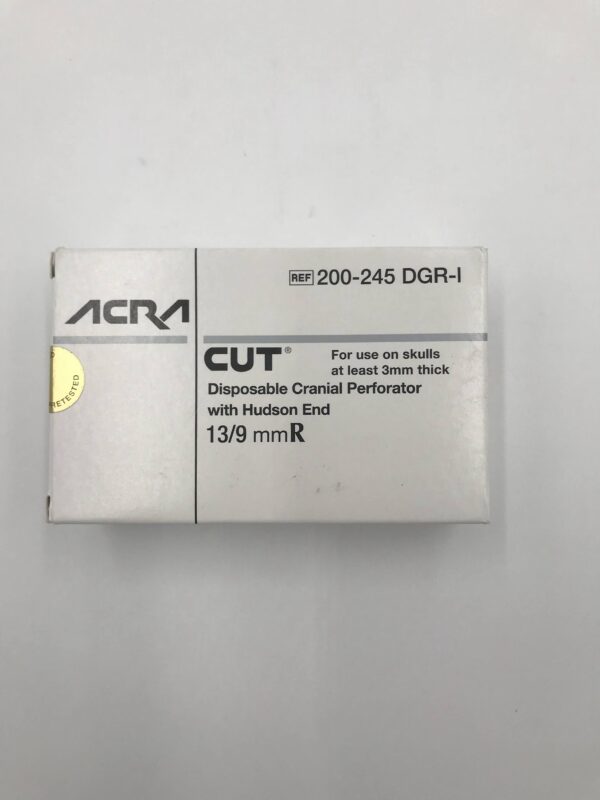 REF 200-245 DGR-I
ACRA
CUT®
For use on skulls
at least 3mm thick
Disposable Cranial Perforator
with Hudson End
13/9 mmR
RETESTED